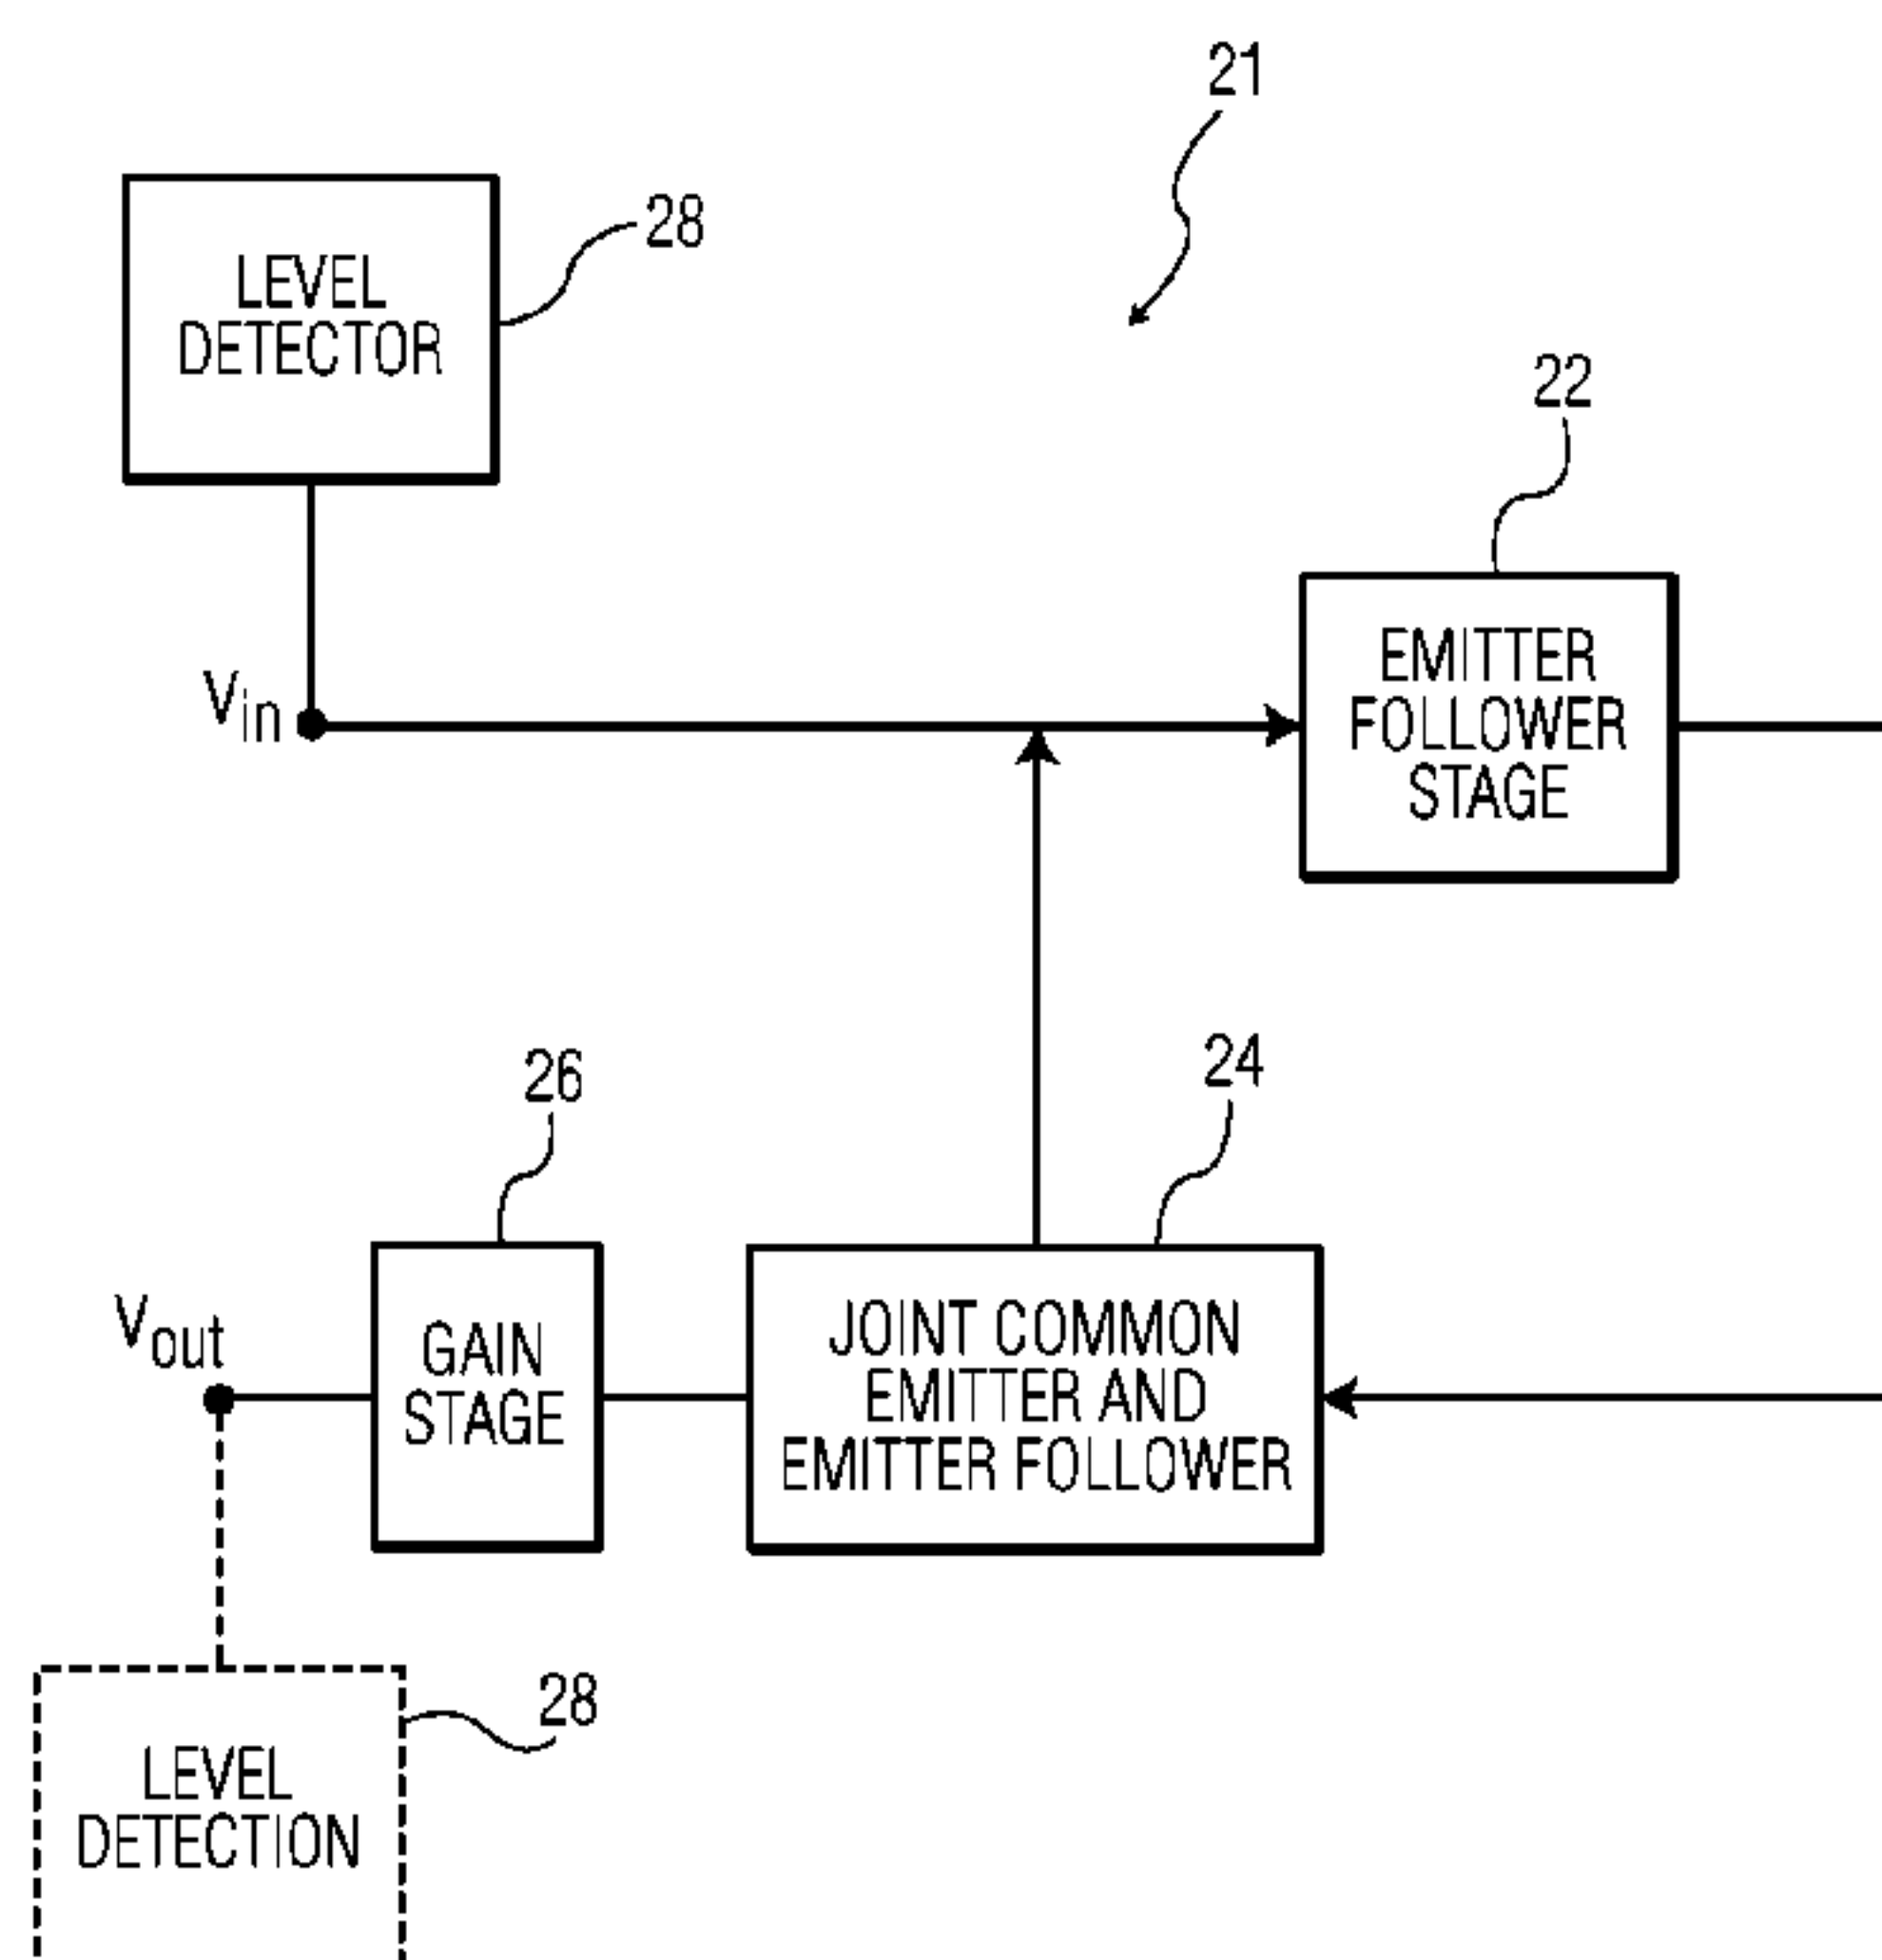 21
28
LEVEL
DETECTOR
22
Vin
EMITTER
FOLLOWER
STAGE
26
24
Vout
GAIN
STAGE
JOINT COMMON
EMITTER AND
EMITTER FOLLOWER
28
LEVEL
DETECTION